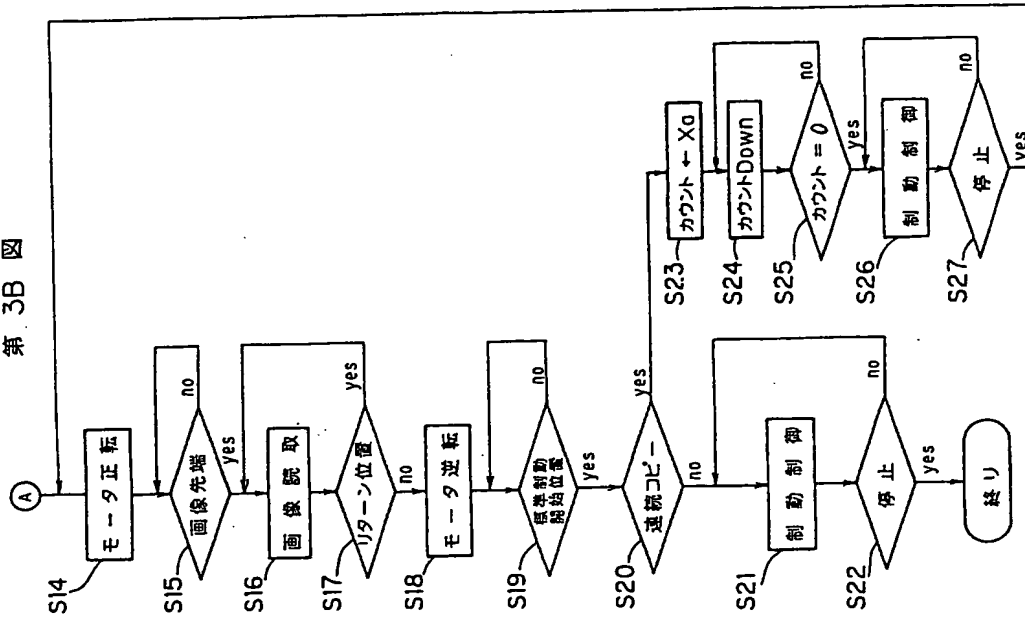 第 3B 図
A
S14
モータ正転
S15
画像先端
no
yes
S16
画像読取
S17
リターン位置
yes
no
S18
モータ逆転
S19
標準制動
開始位置
no
yes
S20
連続コピー
yes
no
S21
制動制御
S22
停止
no
yes
終り
S23
カウント ← Xa
S24
カウントDown
S25
カウント = 0
no
yes
S26
制動制御
S27
停止
no
yes